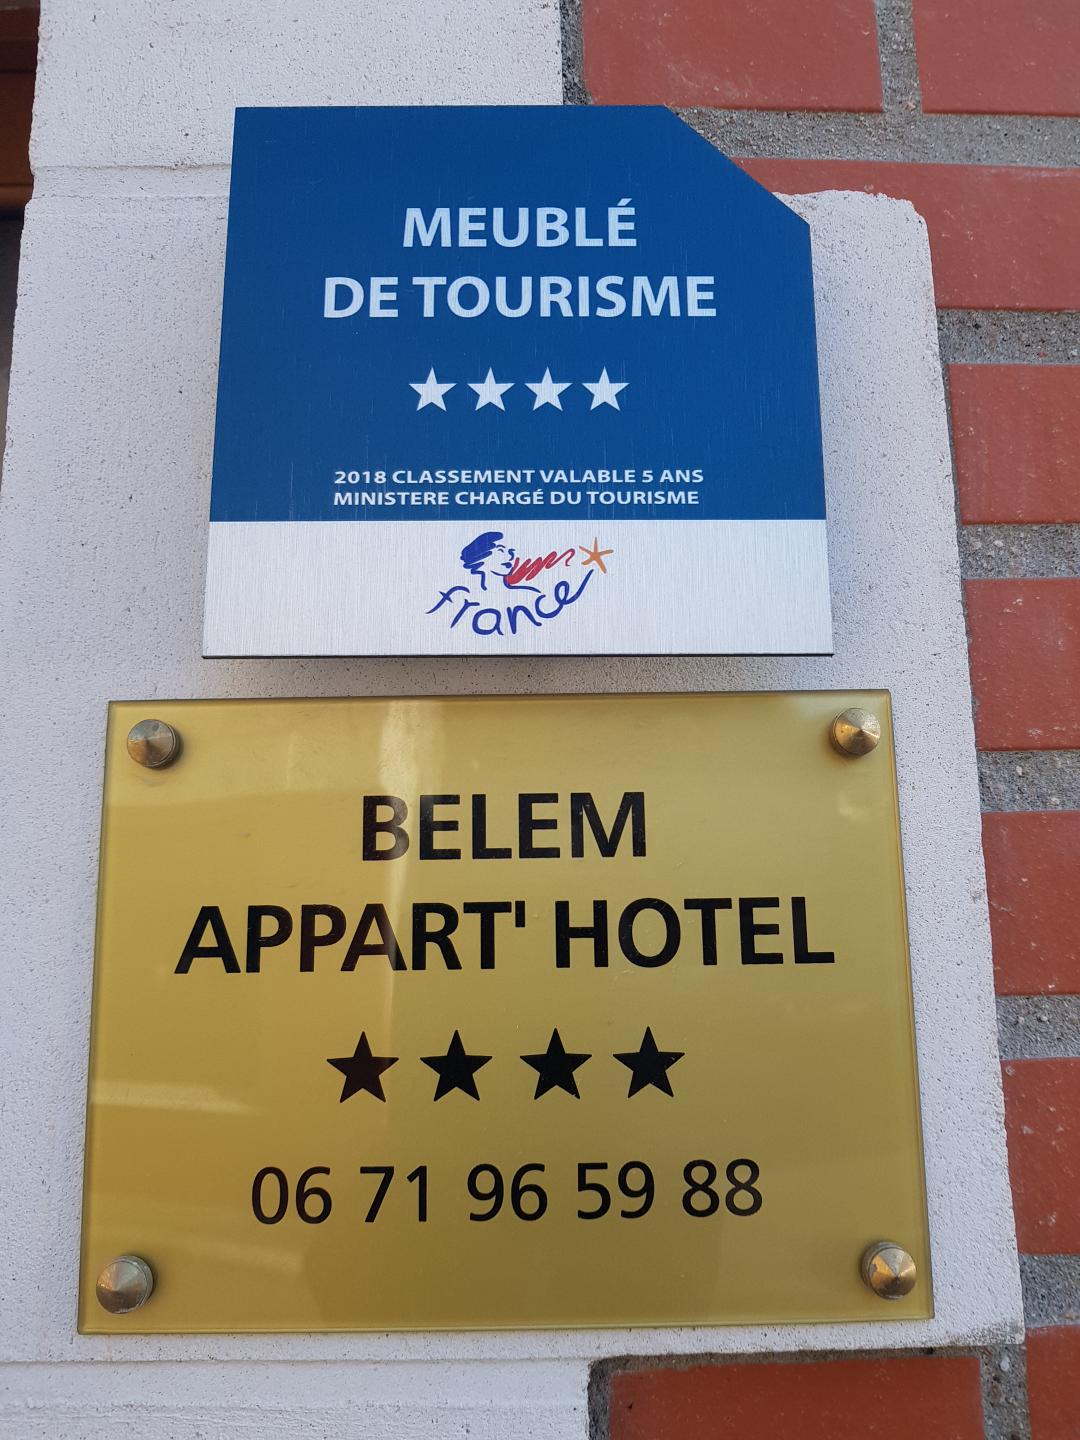 MEUBLÉ
DE TOURISME
★★★★
2018 CLASSEMENT VALABLE 5 ANS
MINISTERE CHARGÉ DU TOURISME
france
BELEM
APPART' HOTEL
★★★★
06 71 96 59 88